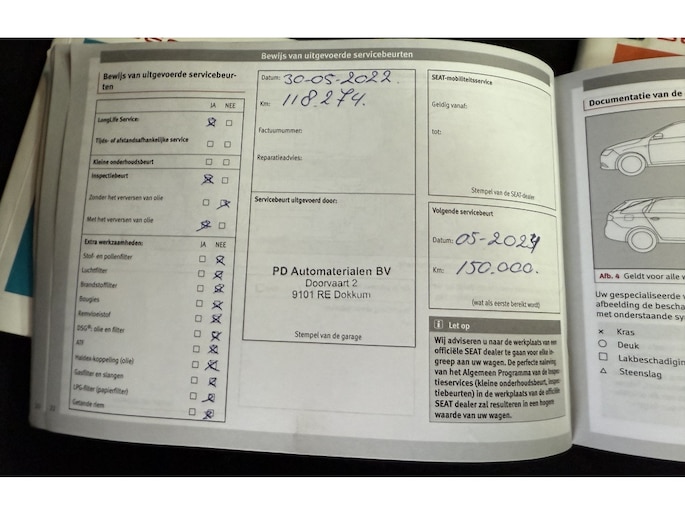 Bewijs van uitgevoerde servicebeurten
Bewijs van uitgevoerde servicebeur-
ten
JA NEE
LongLife Service:
Tijds- of afstandsafhankelijke service
Kleine onderhoudsbeurt
Inspectiebeurt
Zonder het verversen van olie
Met het verversen van olie
Extra werkzaamheden: JA NEE
Stof- en pollenfilter
Luchtfilter
Brandstoffilter
Bougies
Remvloeistof
DSG®: olie en filter
ATF
Haldex-koppeling (olie)
Gasfilter en slangen
LPG-filter (papierfilter)
Getande riem
Datum: 30-05-2022.
Km: 118.274.
Factuurnummer:
Reparatieadvies:
Servicebeurt uitgevoerd door:
PD Automaterialen BV
Doorvaart 2
9101 RE Dokkum
Stempel van de garage
SEAT-mobiliteitsservice
Geldig vanaf:
tot:
Stempel van de SEAT-dealer
Volgende servicebeurt
Datum: 05-2024
Km: 150.000.
(wat als eerste bereikt wordt)
Let op
Wij adviseren u naar de werkplaats van een
officiële SEAT dealer te gaan voor elke in-
greep aan uw wagen. De perfecte naleving
van het Algemeen Programma van de Inspec-
tieservices (kleine onderhoudsbeurt, inspec-
tiebeurten) in de werkplaats van de officiële
SEAT dealer zal resulteren in een hogere
waarde van uw wagen.
Documentatie van de
Afb. 4 Geldt voor alle
Uw gespecialiseerde
afbeelding de bescha
met onderstaande sy
× Kras
○ Deuk
□ Lakbeschadiging
△ Steenslag